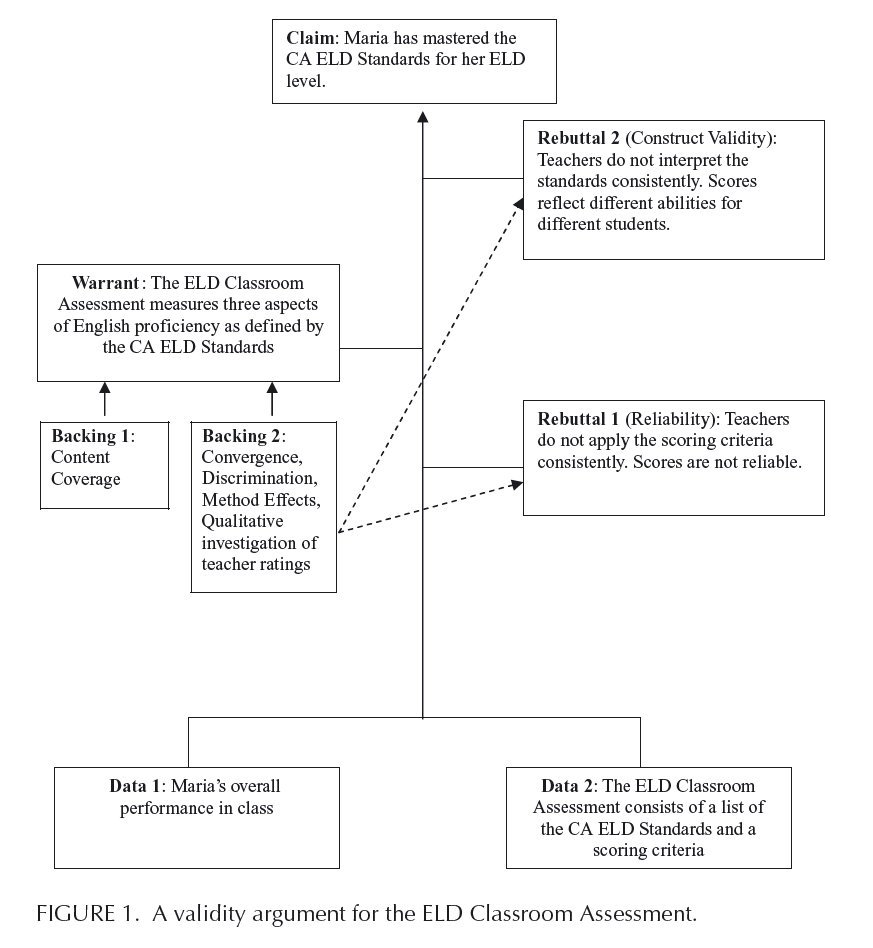 Claim: Maria has mastered the
CA ELD Standards for her ELD
level.
Rebuttal 2 (Construct Validity):
Teachers do not interpret the
standards consistently. Scores
reflect different abilities for
different students.
Warrant: The ELD Classroom
Assessment measures three aspects
of English proficiency as defined by
the CA ELD Standards
Backing 1:
Content
Coverage
Backing 2:
Convergence,
Discrimination,
Method Effects,
Qualitative
investigation of
teacher ratings
Rebuttal 1 (Reliability): Teachers
do not apply the scoring criteria
consistently. Scores are not reliable.
Data 1: Maria’s overall
performance in class
Data 2: The ELD Classroom
Assessment consists of a list of
the CA ELD Standards and a
scoring criteria
FIGURE 1. A validity argument for the ELD Classroom Assessment.